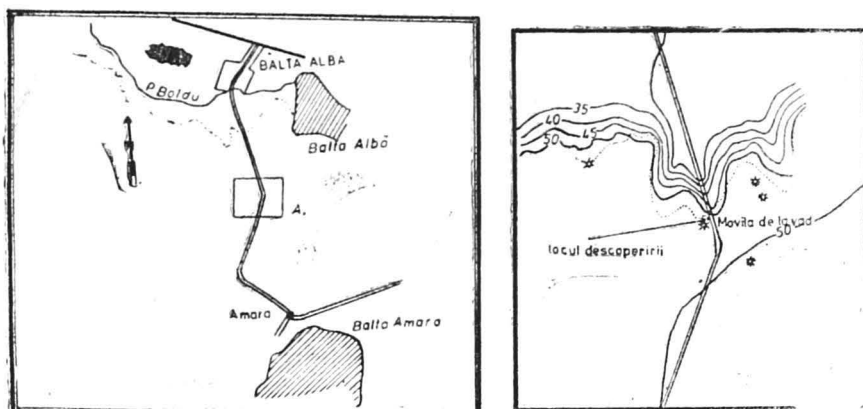 BALTA ALBA
P. Boldu
Balta Albă
A.
Amara
Balta Amara
35
40
45
50
Movila de la vad
50
locul descoperirii